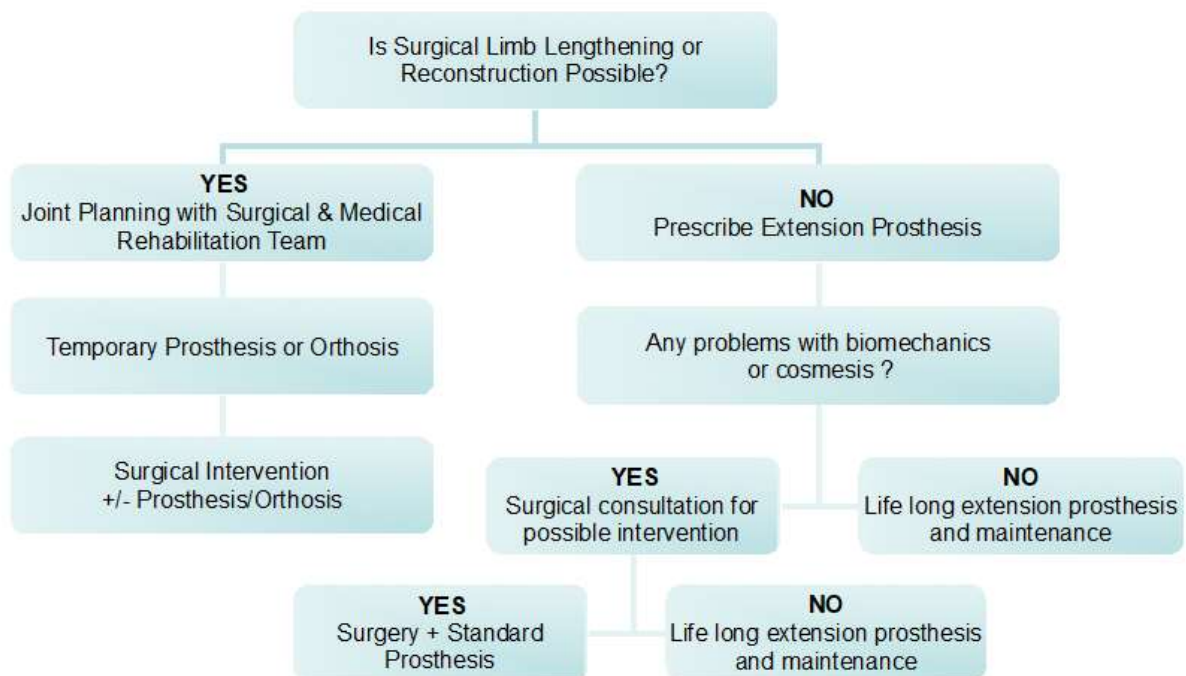 Is Surgical Limb Lengthening or
Reconstruction Possible?
YES
Joint Planning with Surgical & Medical
Rehabilitation Team
NO
Prescribe Extension Prosthesis
Temporary Prosthesis or Orthosis
Any problems with biomechanics
or cosmesis ?
Surgical Intervention
+/- Prosthesis/Orthosis
YES
Surgical consultation for
possible intervention
NO
Life long extension prosthesis
and maintenance
YES
Surgery + Standard
Prosthesis
NO
Life long extension prosthesis
and maintenance